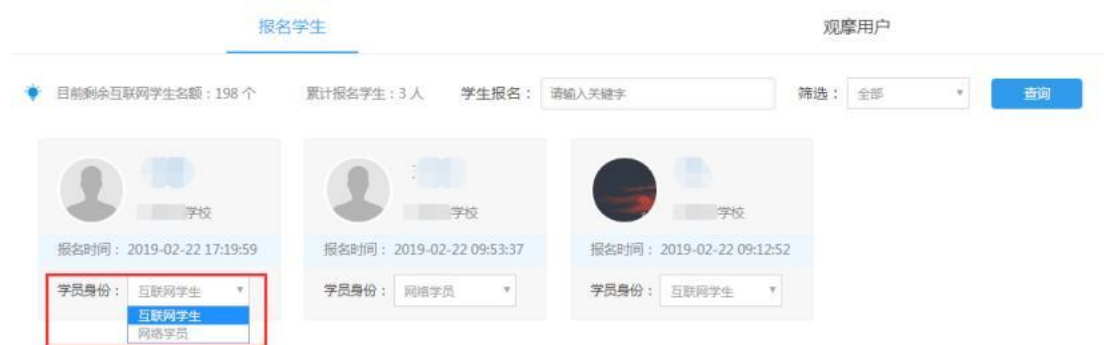 报名学生 观摩用户
目前剩余互联网学生名额：198 个 累计报名学生：3 人 学生报名： 请输入关键字 筛选： 全部 查询
学校 学校 学校
报名时间： 2019-02-22 17:19:59 报名时间： 2019-02-22 09:53:37 报名时间： 2019-02-22 09:12:52
学员身份： 互联网学生 学员身份： 网络学员 学员身份： 互联网学生
互联网学生
网络学员